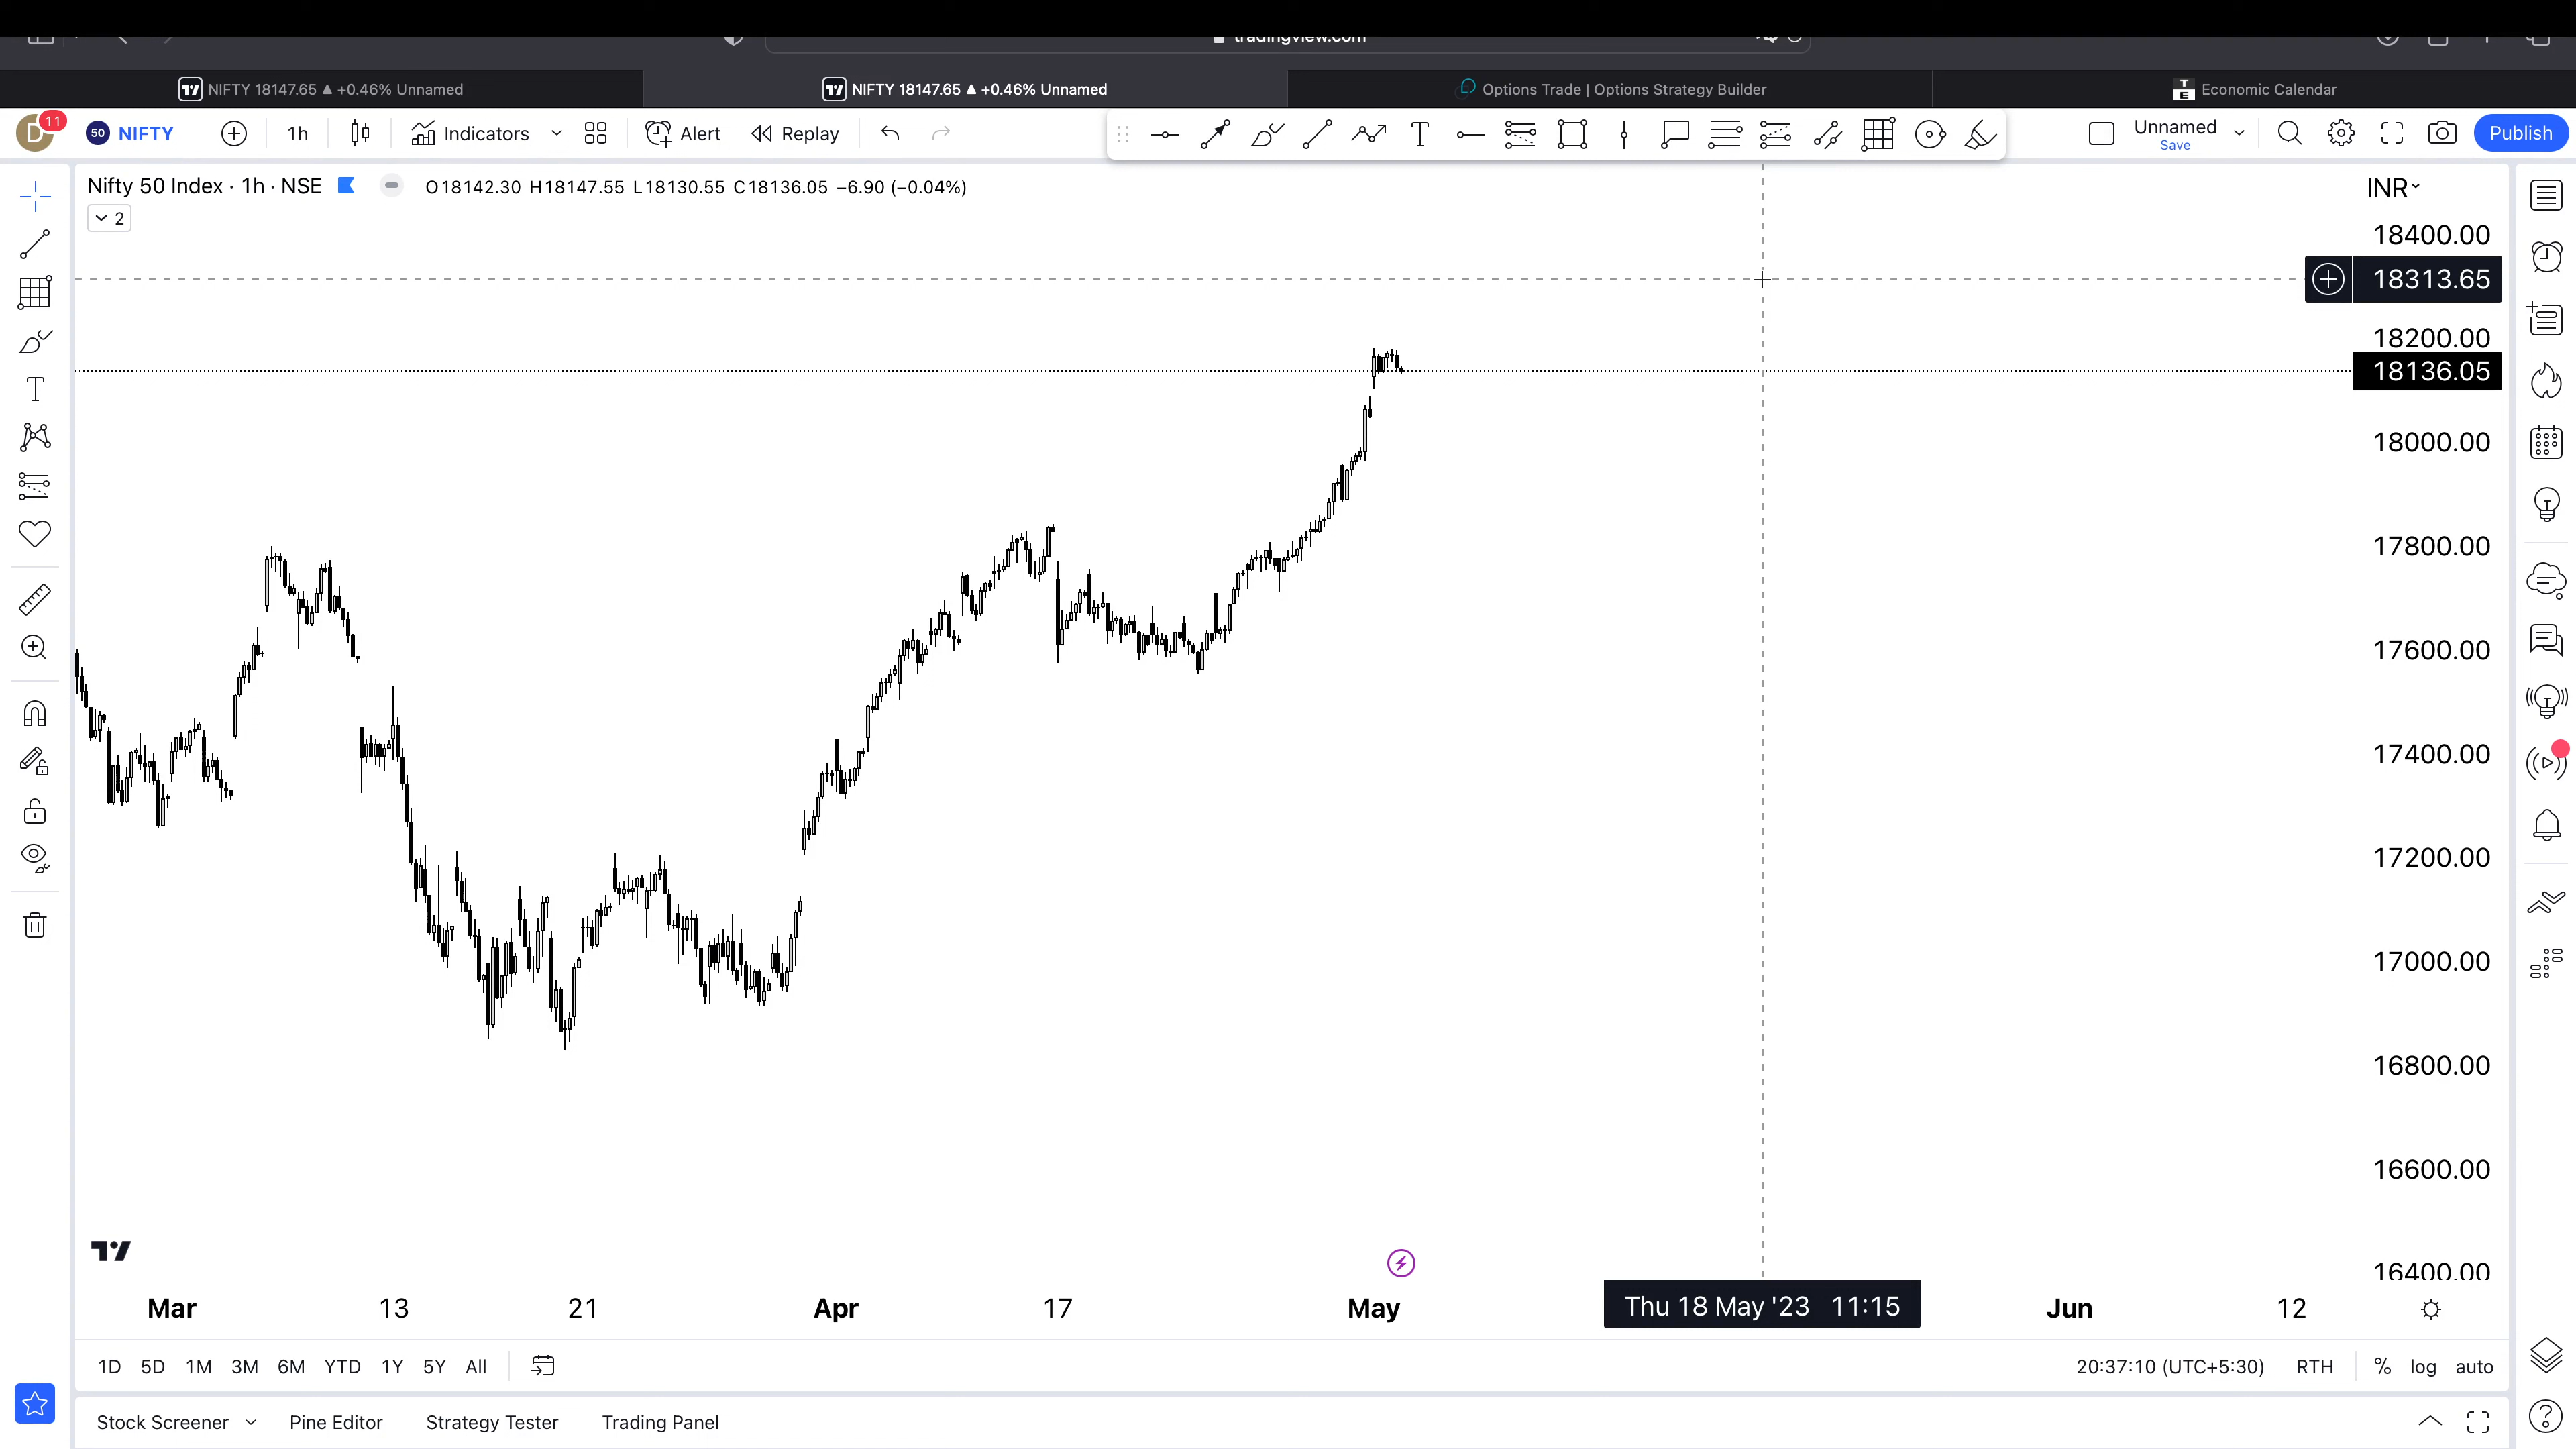 tradingview.com
NIFTY 18147.65 ▲ +0.46% Unnamed
NIFTY 18147.65 ▲ +0.46% Unnamed
Options Trade | Options Strategy Builder
TE
Economic Calendar
D
11
50
NIFTY
1h
Indicators
Alert
Replay
T
Unnamed
Save
Publish
Nifty 50 Index · 1h · NSE
O18142.30 H18147.55 L18130.55 C18136.05 −6.90 (−0.04%)
2
INR
18400.00
18313.65
18200.00
18136.05
18000.00
17800.00
17600.00
17400.00
17200.00
17000.00
16800.00
16600.00
16400.00
Mar
13
21
Apr
17
May
Thu 18 May '23 11:15
Jun
12
1D
5D
1M
3M
6M
YTD
1Y
5Y
All
20:37:10 (UTC+5:30)
RTH
%
log
auto
Stock Screener
Pine Editor
Strategy Tester
Trading Panel